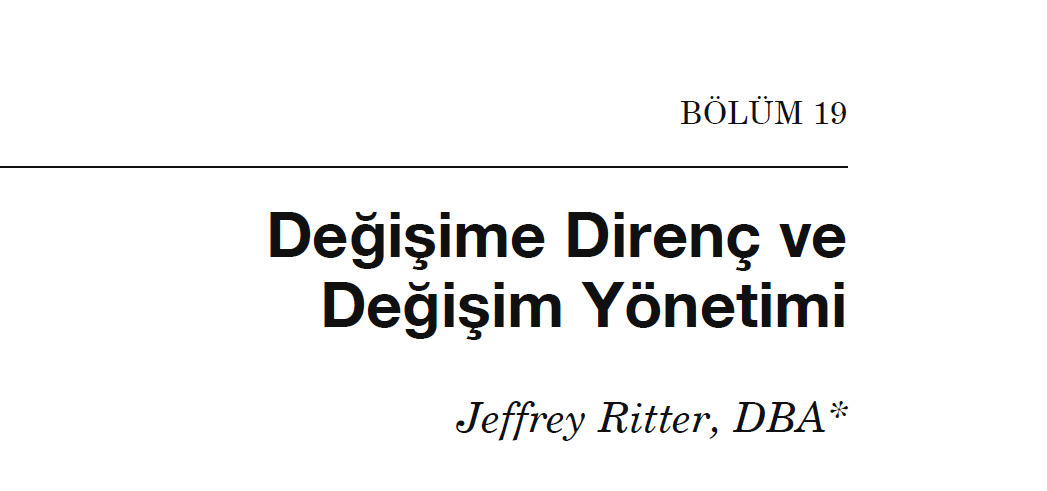 BÖLÜM 19
Değişime Direnç ve
Değişim Yönetimi
Jeffrey Ritter, DBA*